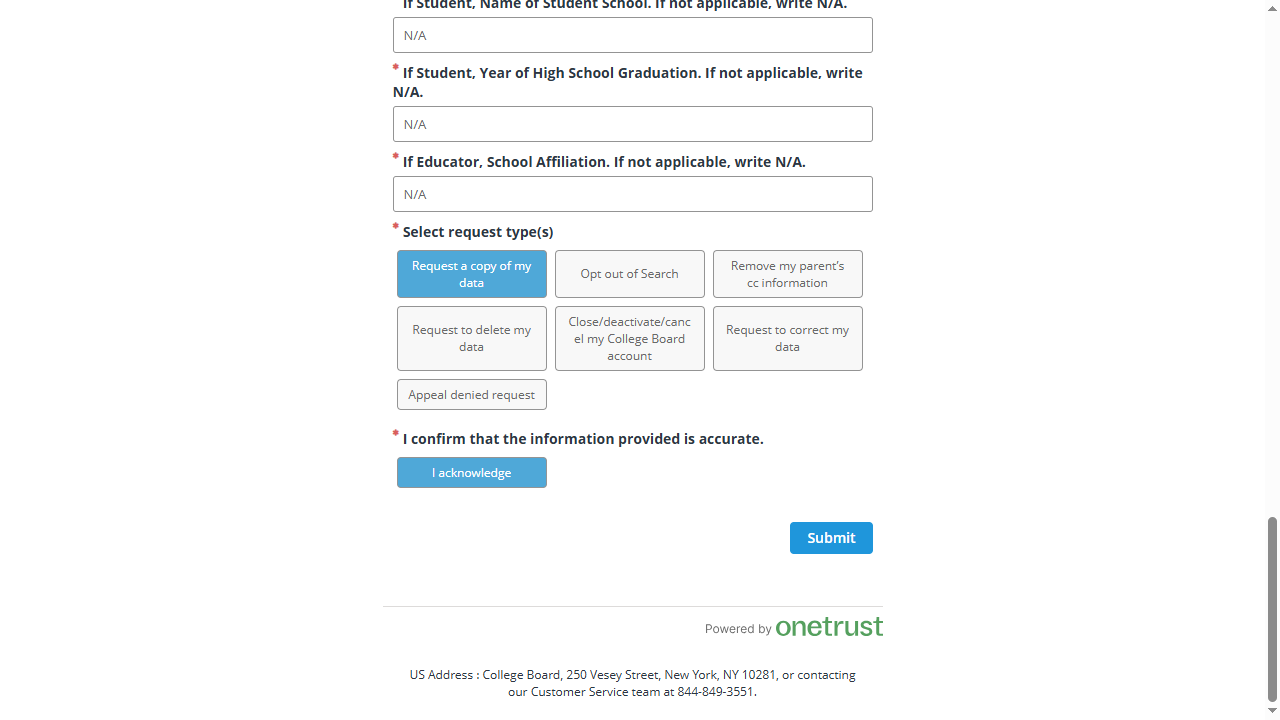 * If Student, Name of Student School. If not applicable, write N/A.
N/A
* If Student, Year of High School Graduation. If not applicable, write
N/A.
N/A
* If Educator, School Affiliation. If not applicable, write N/A.
N/A
* Select request type(s)
Request a copy of my
data
Opt out of Search
Remove my parent's
cc information
Request to delete my
data
Close/deactivate/canc
el my College Board
account
Request to correct my
data
Appeal denied request
* I confirm that the information provided is accurate.
I acknowledge
Submit
Powered by onetrust
US Address : College Board, 250 Vesey Street, New York, NY 10281, or contacting
our Customer Service team at 844-849-3551.